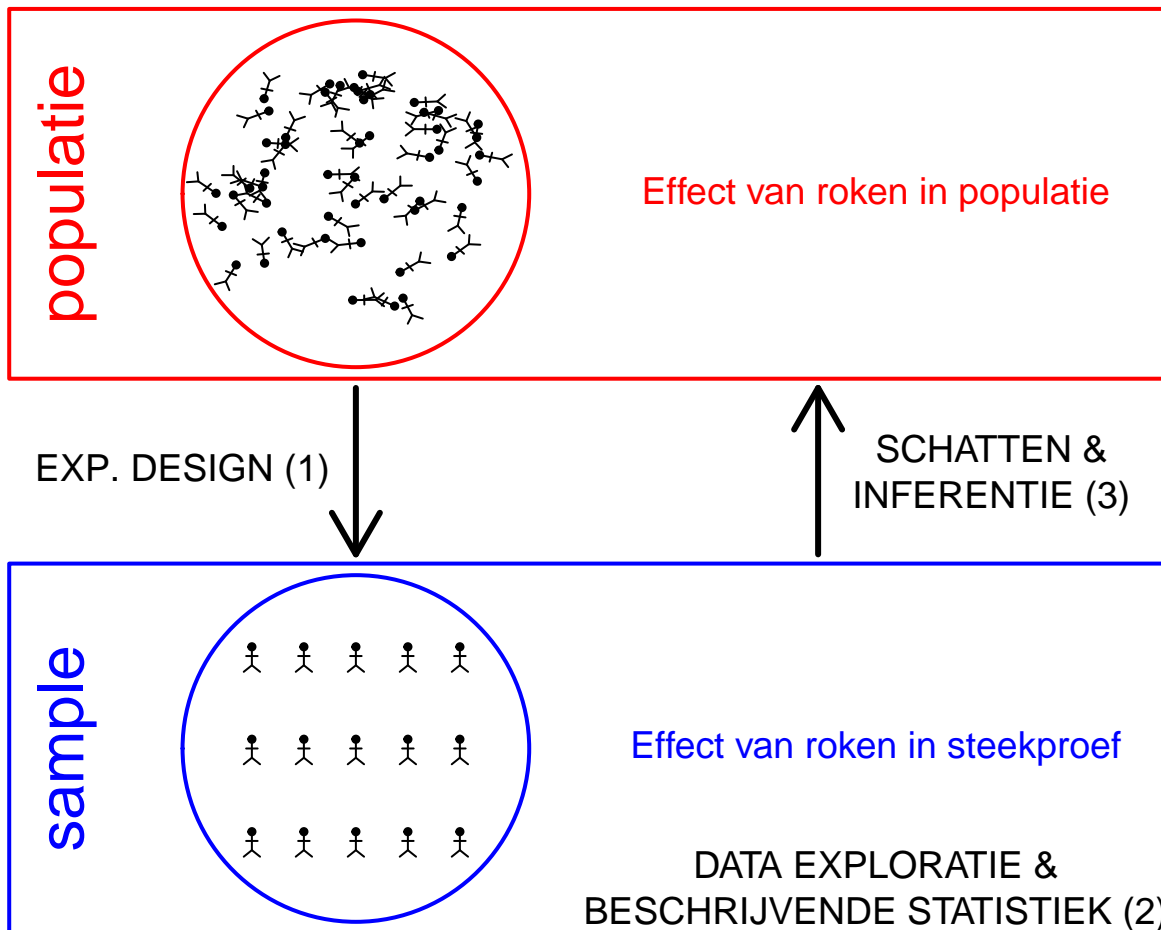 populatie
Effect van roken in populatie
EXP. DESIGN (1)
SCHATTEN &
INFERENTIE (3)
sample
Effect van roken in steekproef
DATA EXPLORATIE &
BESCHRIJVENDE STATISTIEK (2)